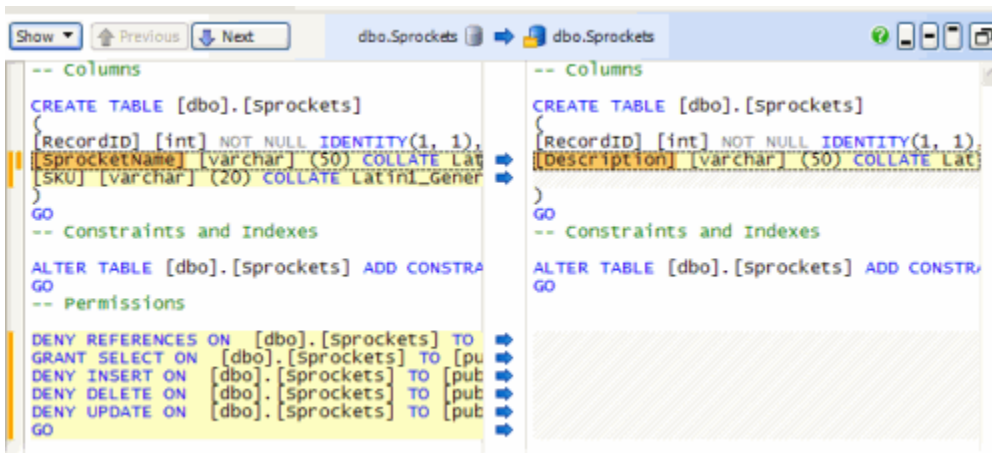 Show Previous Next dbo.Sprockets dbo.Sprockets
-- Columns
CREATE TABLE [dbo].[Sprockets]
(
[RecordID] [int] NOT NULL IDENTITY(1, 1),
[SprocketName] [varchar] (50) COLLATE Lat
[SKU] [varchar] (20) COLLATE Latin1_Gener
)
GO
-- Constraints and Indexes
ALTER TABLE [dbo].[Sprockets] ADD CONSTRA
GO
-- Permissions
DENY REFERENCES ON [dbo].[Sprockets] TO
GRANT SELECT ON [dbo].[Sprockets] TO [pu
DENY INSERT ON [dbo].[Sprockets] TO [pub
DENY DELETE ON [dbo].[Sprockets] TO [pub
DENY UPDATE ON [dbo].[Sprockets] TO [pub
GO
-- Columns
CREATE TABLE [dbo].[Sprockets]
(
[RecordID] [int] NOT NULL IDENTITY(1, 1)
[Description] [varchar] (50) COLLATE Lat
)
GO
-- Constraints and Indexes
ALTER TABLE [dbo].[Sprockets] ADD CONSTR
GO